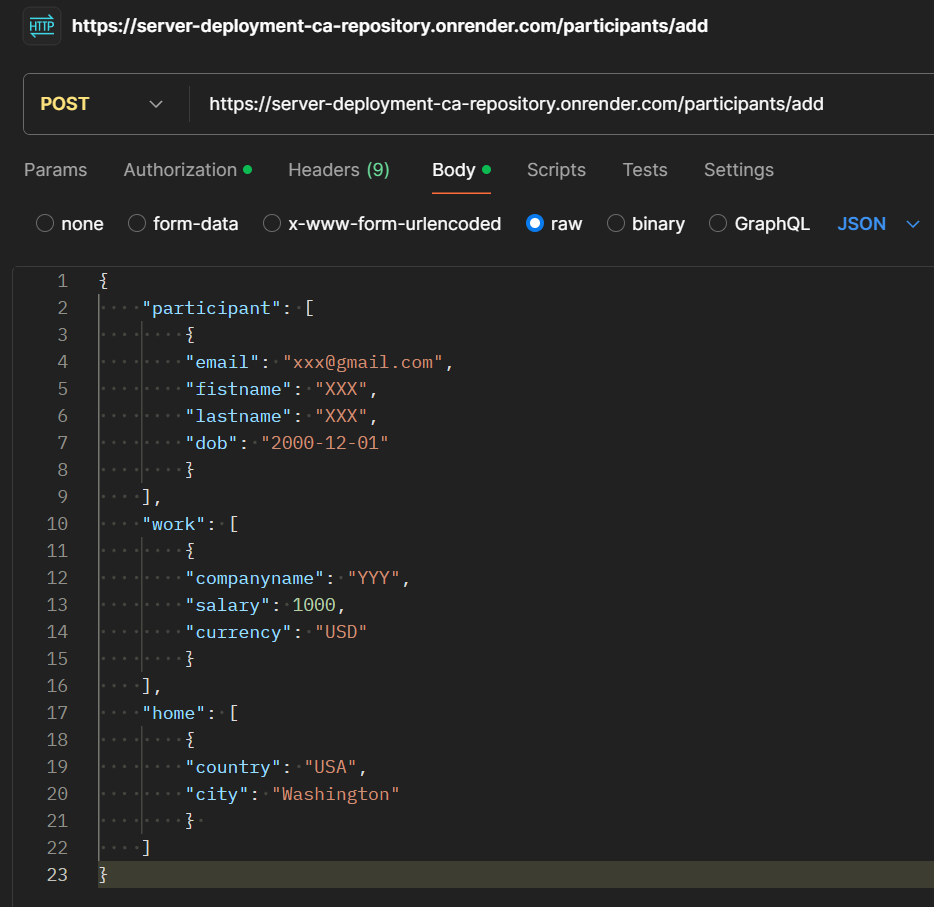 HTTP https://server-deployment-ca-repository.onrender.com/participants/add
POST https://server-deployment-ca-repository.onrender.com/participants/add
Params Authorization Headers (9) Body Scripts Tests Settings
none form-data x-www-form-urlencoded raw binary GraphQL JSON
1 {
2 "participant": [
3 {
4 "email": "xxx@gmail.com",
5 "fistname": "XXX",
6 "lastname": "XXX",
7 "dob": "2000-12-01"
8 }
9 ],
10 "work": [
11 {
12 "companyname": "YYY",
13 "salary": 1000,
14 "currency": "USD"
15 }
16 ],
17 "home": [
18 {
19 "country": "USA",
20 "city": "Washington"
21 }
22 ]
23 }